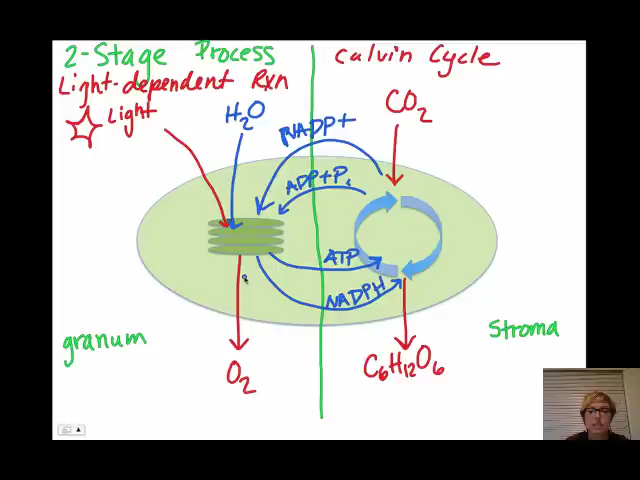 2-Stage Process
Calvin Cycle
Light-dependent Rxn
Light
H2O
CO2
NADP+
ADP+Pi
ATP
NADPH
granum
Stroma
O2
C6H12O6